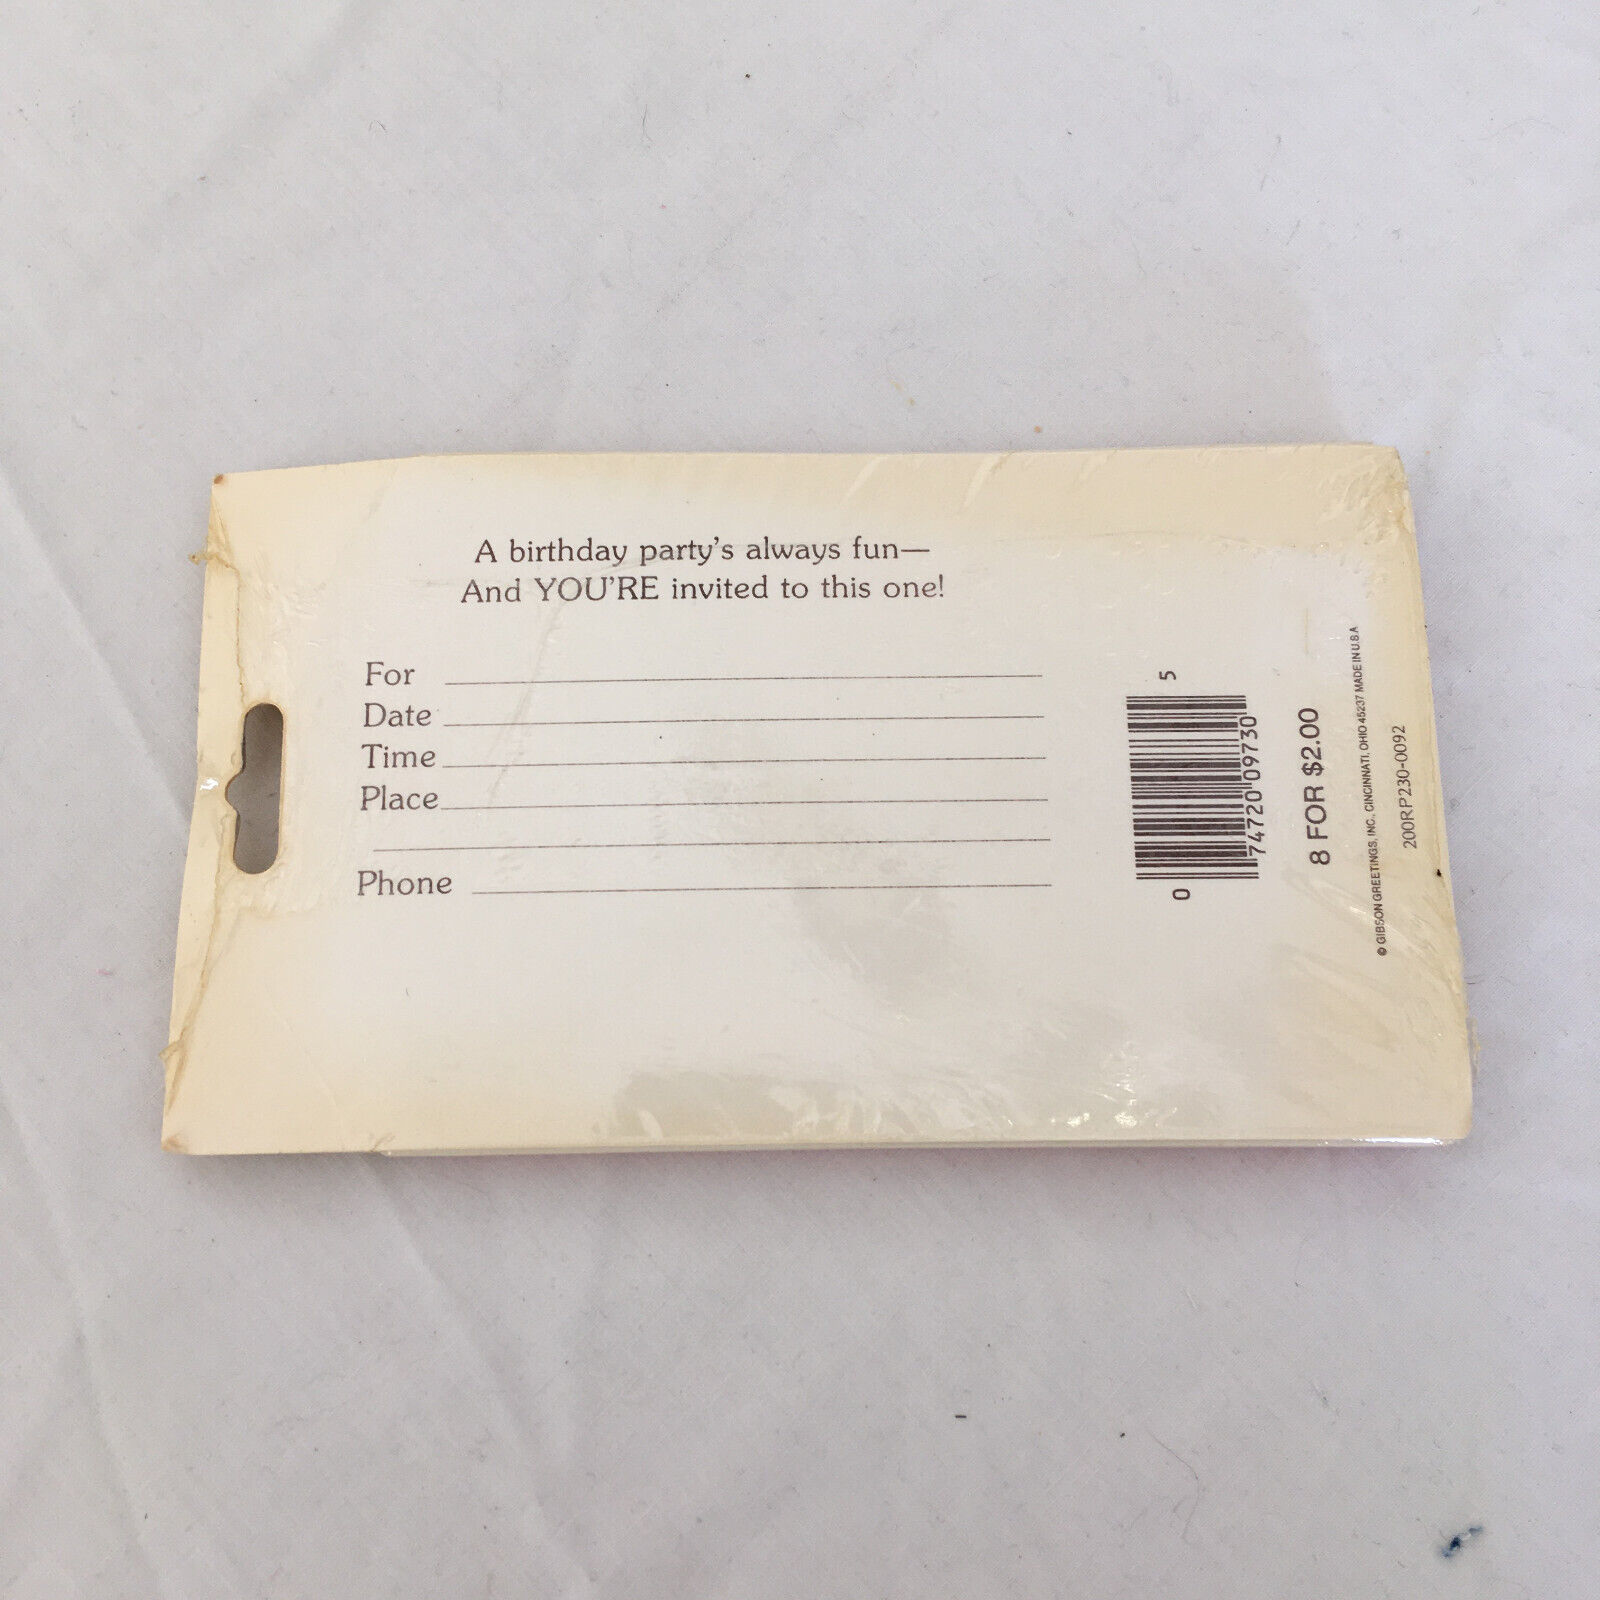 A birthday party's always fun—
And YOU'RE invited to this one!
For
Date
Time
Place
Phone
0 74720 09730 5
8 FOR $2.00
© GIBSON GREETINGS, INC., CINCINNATI, OHIO 45237 MADE IN U.S.A
200RP230-0092